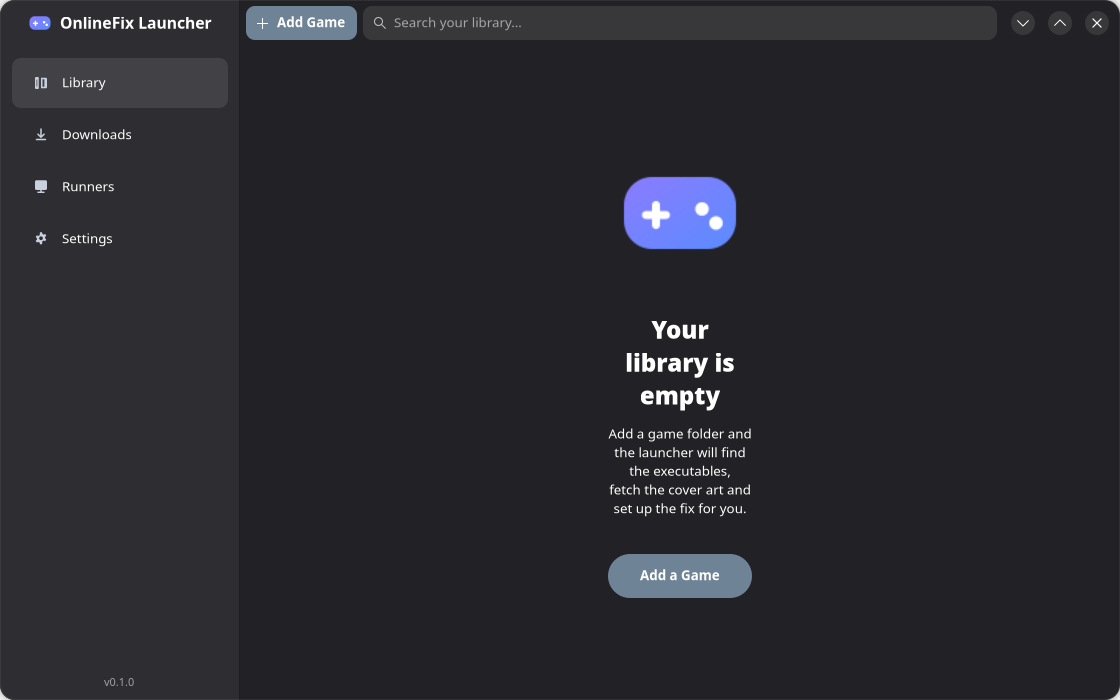 OnlineFix Launcher
Add Game
Search your library...
Library
Downloads
Runners
Settings
Your
library is
empty
Add a game folder and
the launcher will find
the executables,
fetch the cover art and
set up the fix for you.
Add a Game
v0.1.0